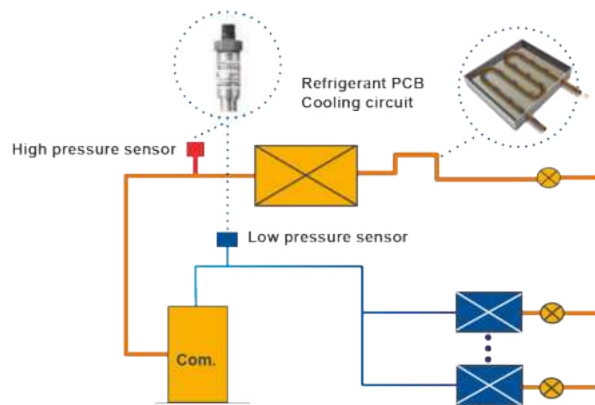 Refrigerant PCB
Cooling circuit
High pressure sensor
Low pressure sensor
Com.